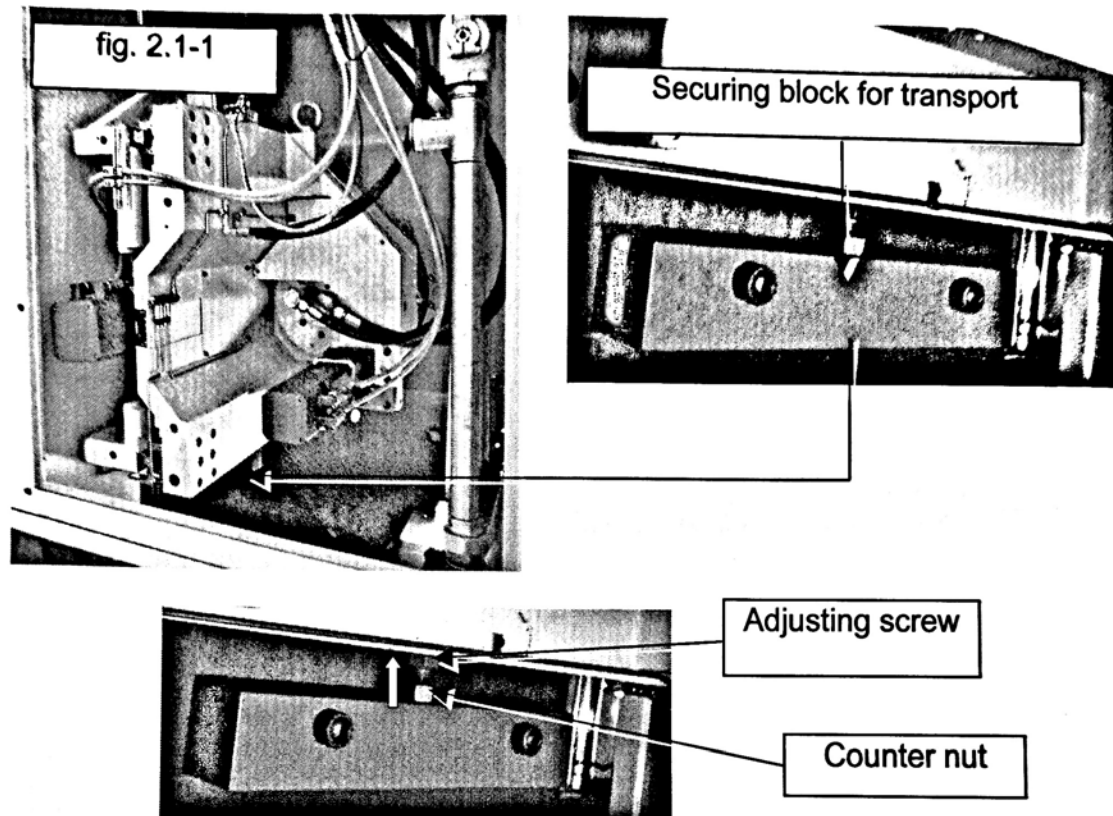 fig. 2.1-1
Securing block for transport
Adjusting screw
Counter nut